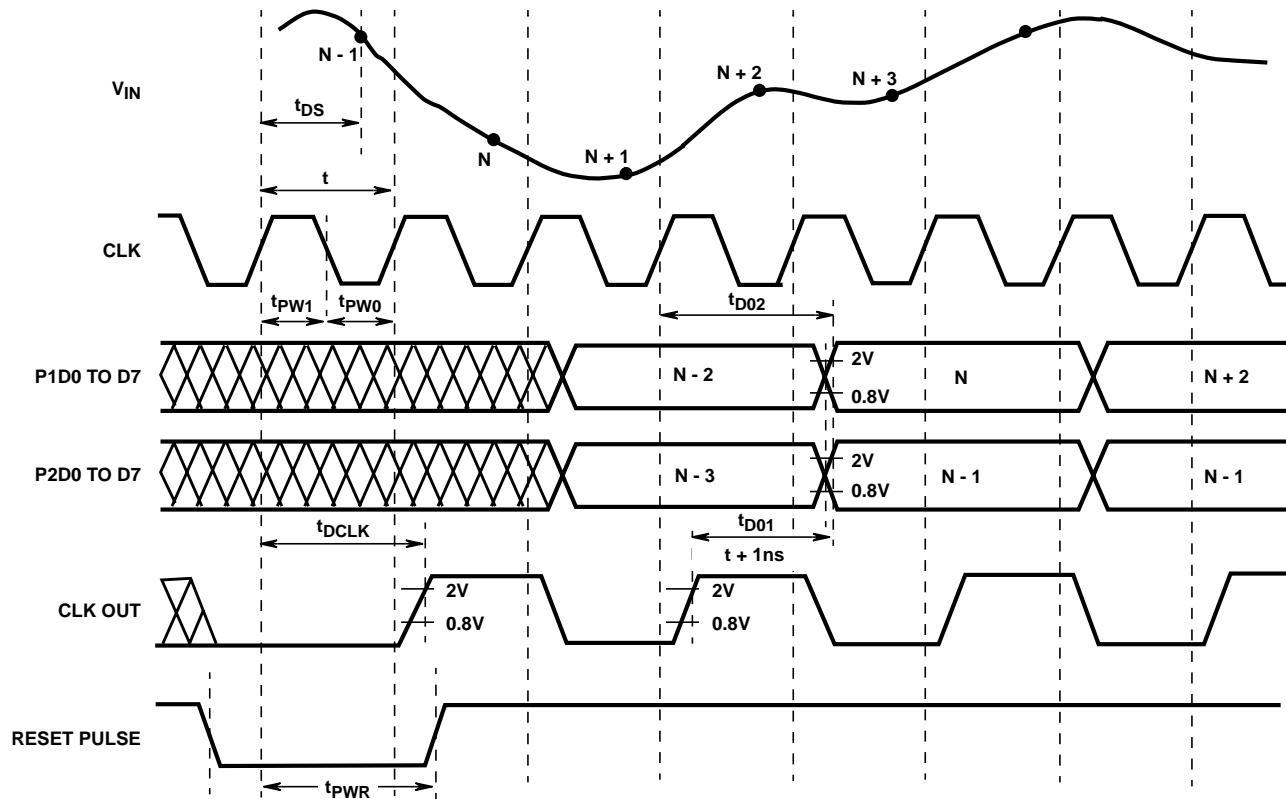 N - 1
N + 2
N + 3
VIN
tDS
N
N + 1
t
CLK
tPW1
tPW0
tD02
P1D0 TO D7
N - 2
2V
0.8V
N
N + 2
P2D0 TO D7
N - 3
2V
0.8V
N - 1
N - 1
tDCLK
tD01
t + 1ns
CLK OUT
2V
0.8V
2V
0.8V
RESET PULSE
tPWR